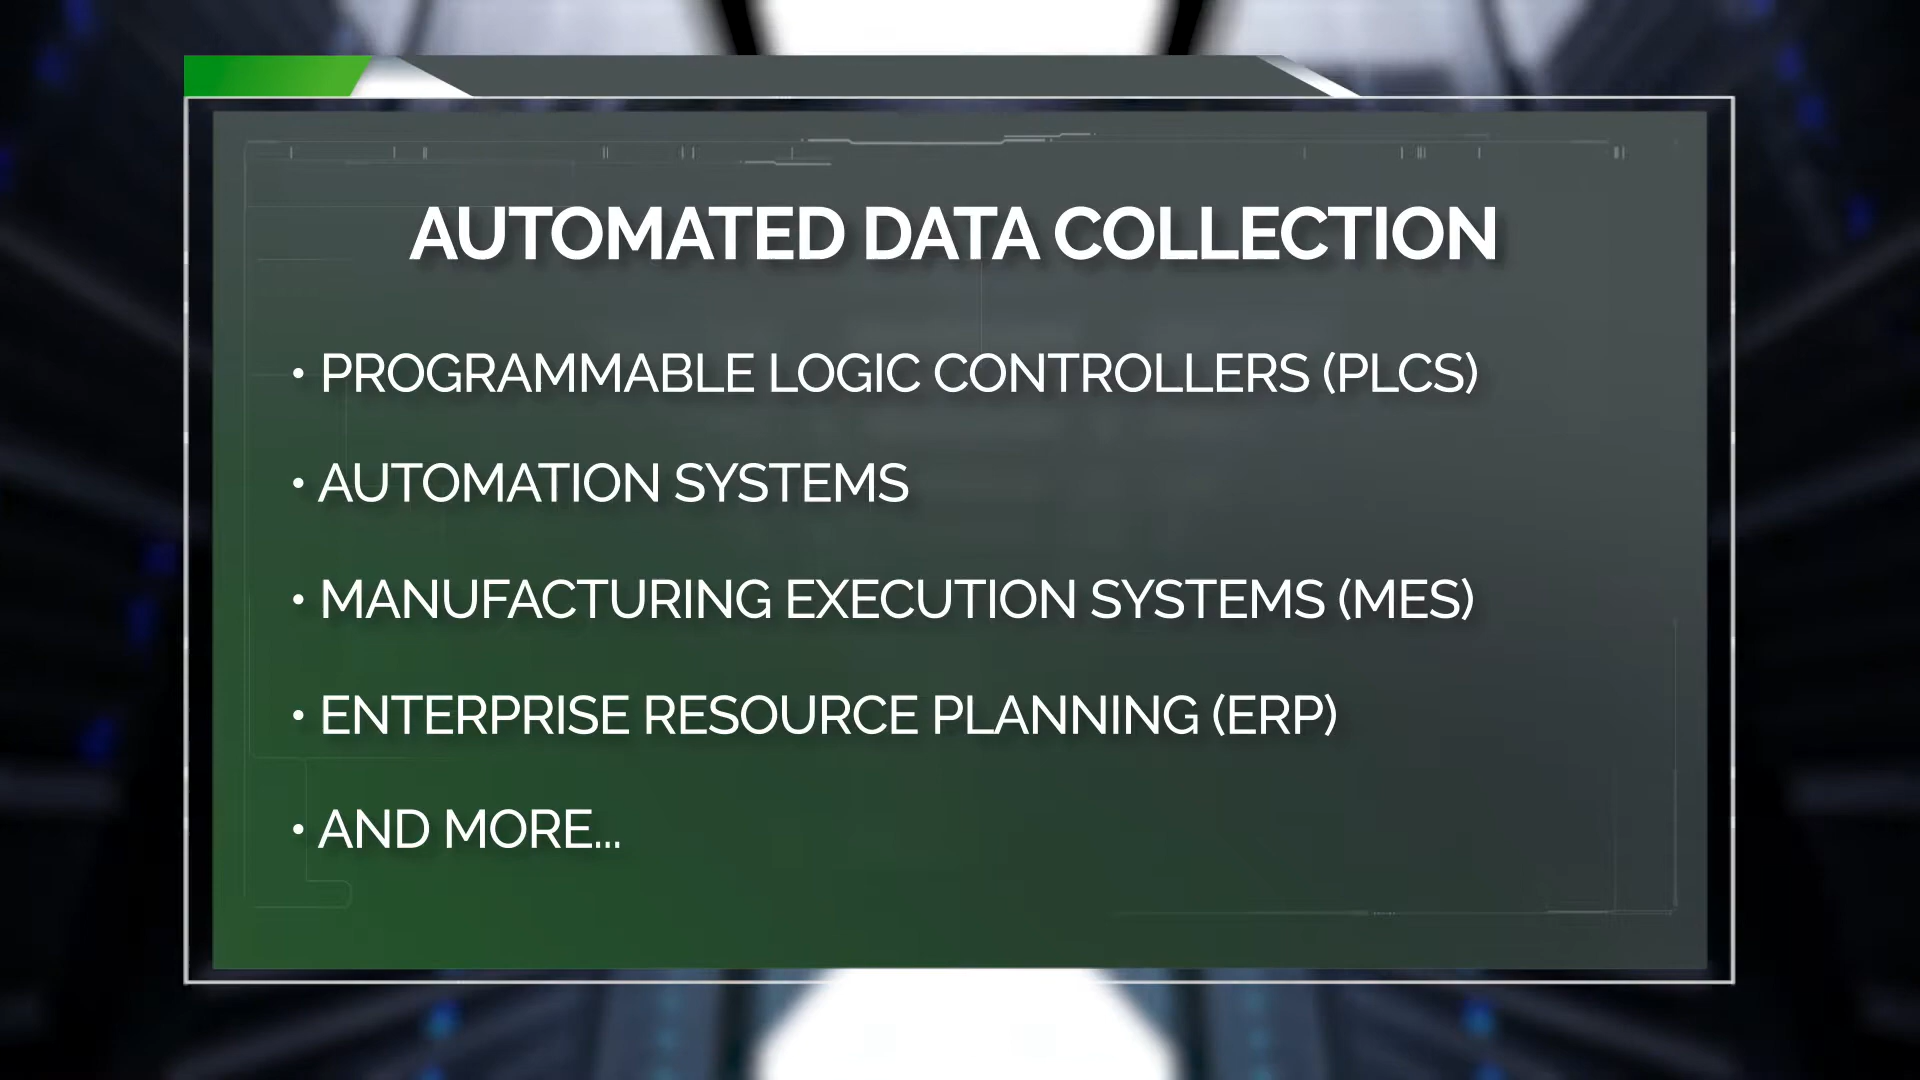 AUTOMATED DATA COLLECTION
• PROGRAMMABLE LOGIC CONTROLLERS (PLCS)
• AUTOMATION SYSTEMS
• MANUFACTURING EXECUTION SYSTEMS (MES)
• ENTERPRISE RESOURCE PLANNING (ERP)
• AND MORE...